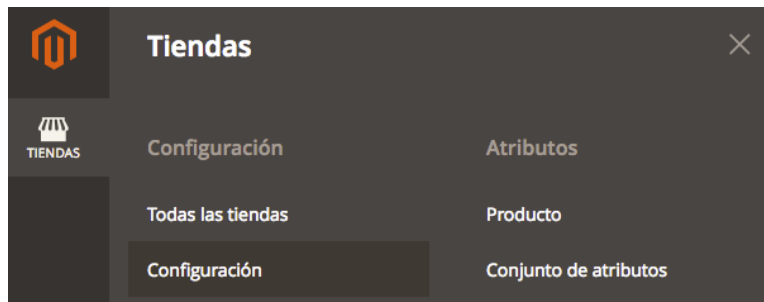 Tiendas
TIENDAS
Configuración
Atributos
Todas las tiendas
Producto
Configuración
Conjunto de atributos